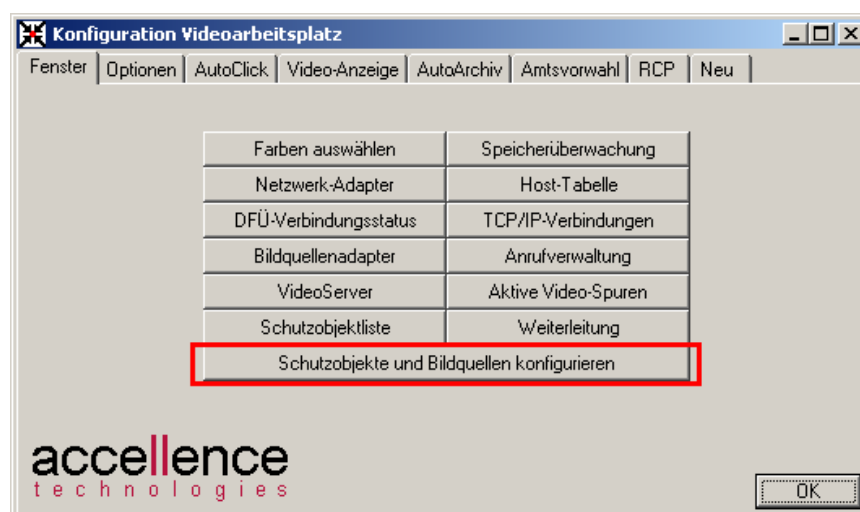 Konfiguration Videoarbeitsplatz
Fenster Optionen AutoClick Video-Anzeige AutoArchiv Amtsvorwahl RCP Neu
Farben auswählen Speicherüberwachung
Netzwerk-Adapter Host-Tabelle
DFÜ-Verbindungsstatus TCP/IP-Verbindungen
Bildquellenadapter Anrufverwaltung
VideoServer Aktive Video-Spuren
Schutzobjektliste Weiterleitung
Schutzobjekte und Bildquellen konfigurieren
accellence
technologies
OK